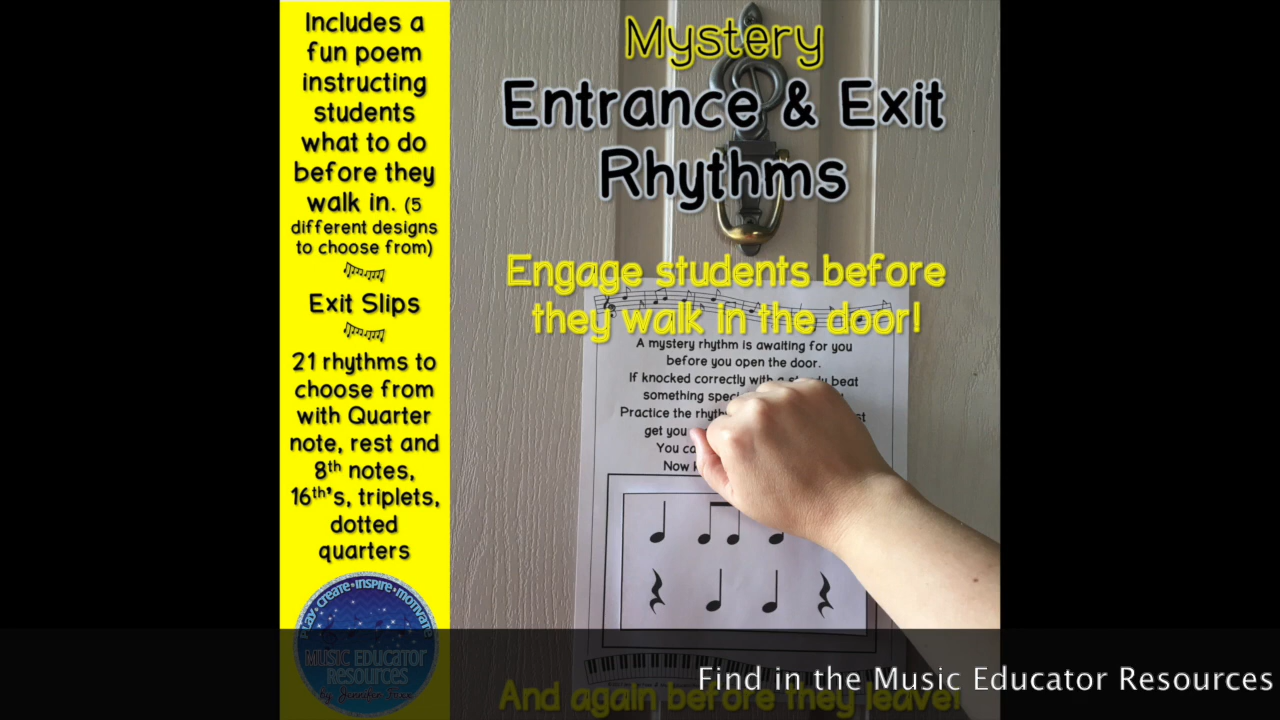 Includes a
fun poem
instructing
students
what to do
before they
walk in. (5
different designs
to choose from)
Exit Slips
21 rhythms to
choose from
with Quarter
note, rest and
8th notes,
16th's, triplets,
dotted
quarters
PLAY•create•INSPIRE•motivate
MUSIC EDUCATOR
RESOURCES
by Jennifer
Mystery
Entrance & Exit
Rhythms
Engage students before
they walk in the door!
A mystery rhythm is awaiting for you
before you open the door.
If knocked correctly with a steady beat
something
Practice the
get you
You
Now
And again before they leave!
Find in the Music Educator Resources